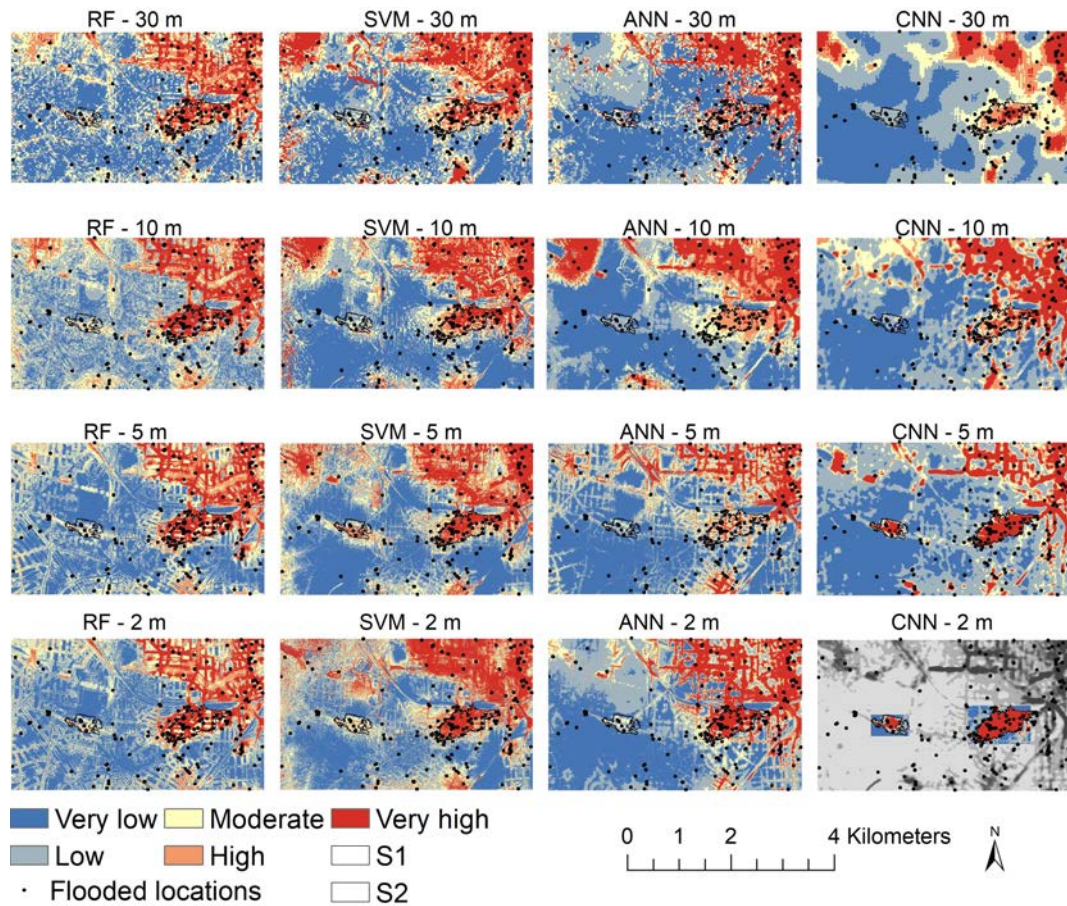 RF - 30 m SVM - 30 m ANN - 30 m CNN - 30 m
RF - 10 m SVM - 10 m ANN - 10 m CNN - 10 m
RF - 5 m SVM - 5 m ANN - 5 m CNN - 5 m
RF - 2 m SVM - 2 m ANN - 2 m CNN - 2 m
Very low Moderate Very high
Low High S1
Flooded locations S2
0 1 2 4 Kilometers
N